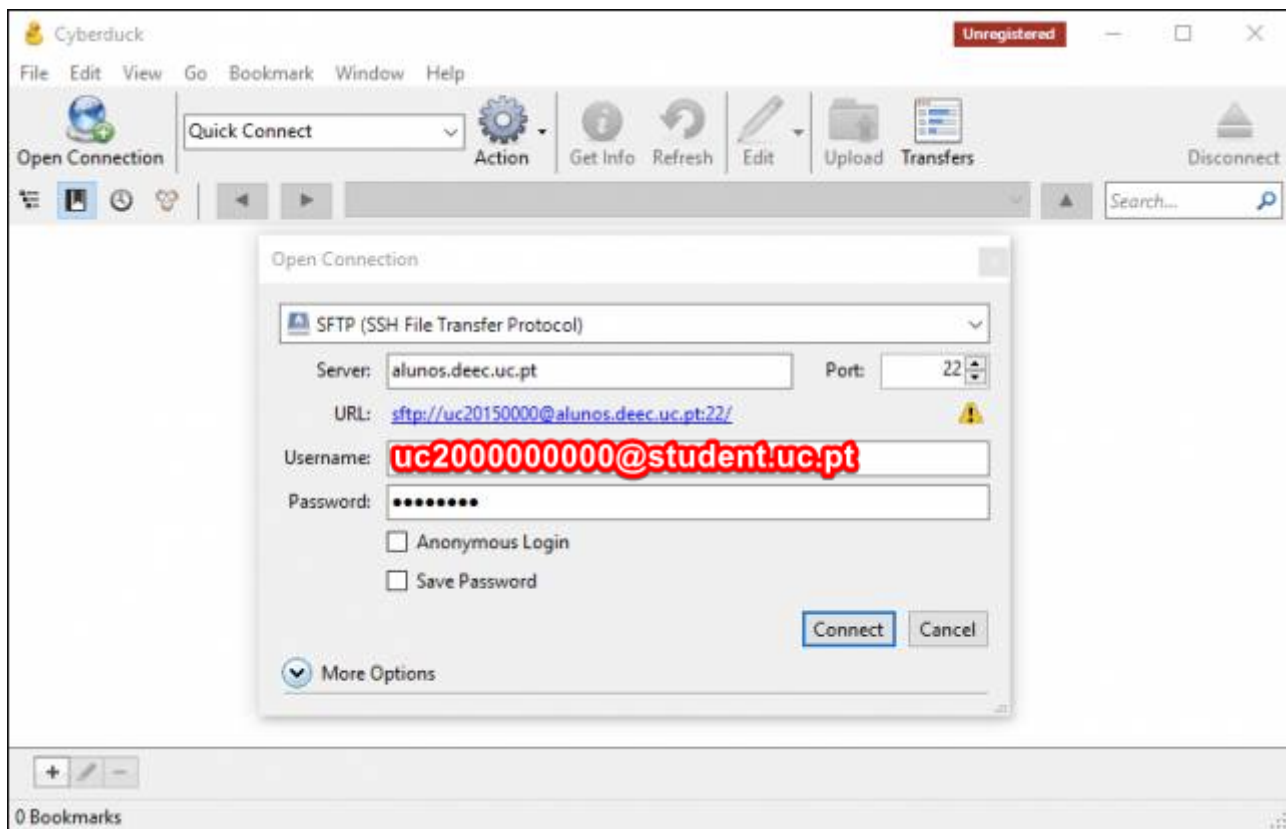 Cyberduck Unregistered
File Edit View Go Bookmark Window Help
Quick Connect
Open Connection Action Get Info Refresh Edit Upload Transfers Disconnect
Search...
Open Connection
SFTP (SSH File Transfer Protocol)
Server: alunos.deec.uc.pt Port: 22
URL: sftp://uc20150000@alunos.deec.uc.pt:22/
Username: uc2000000000@student.uc.pt
Password: ••••••••
Anonymous Login
Save Password
Connect Cancel
More Options
0 Bookmarks